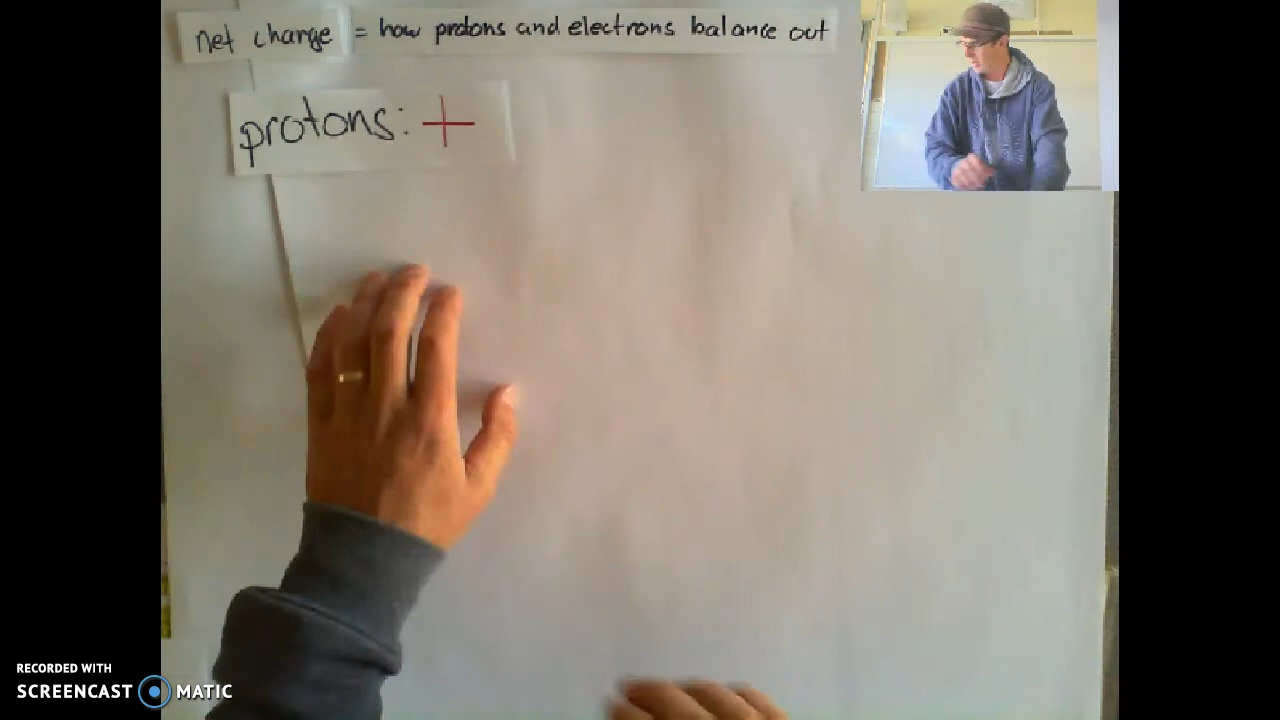 net charge = how protons and electrons balance out
protons: +
RECORDED WITH
SCREENCAST MATIC